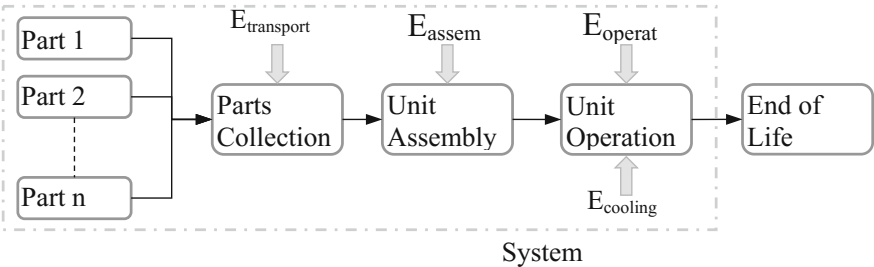 Part 1
Part 2
Part n
E_transport
Parts
Collection
E_assem
Unit
Assembly
E_operat
Unit
Operation
E_cooling
End of
Life
System